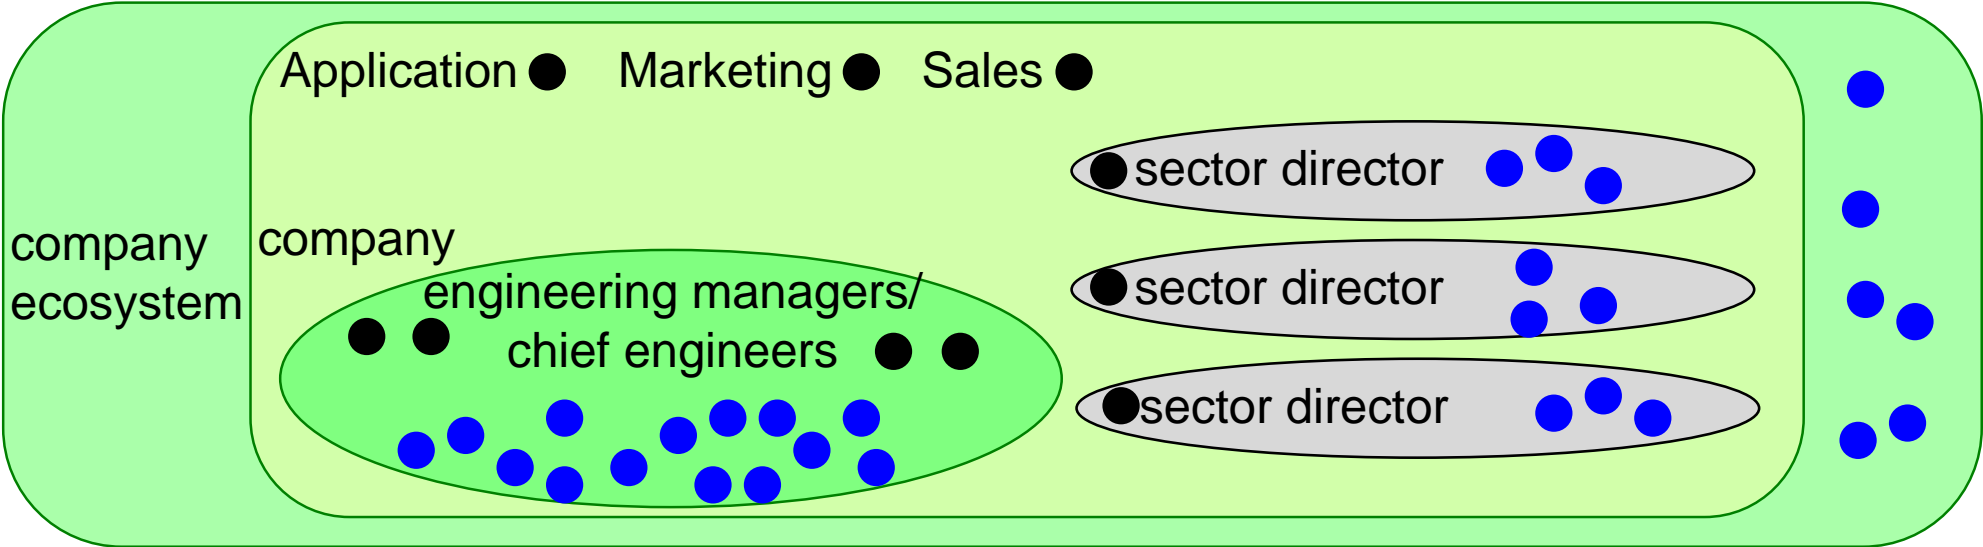 Application
Marketing
Sales
sector director
company
ecosystem
company
sector director
engineering managers/
chief engineers
sector director